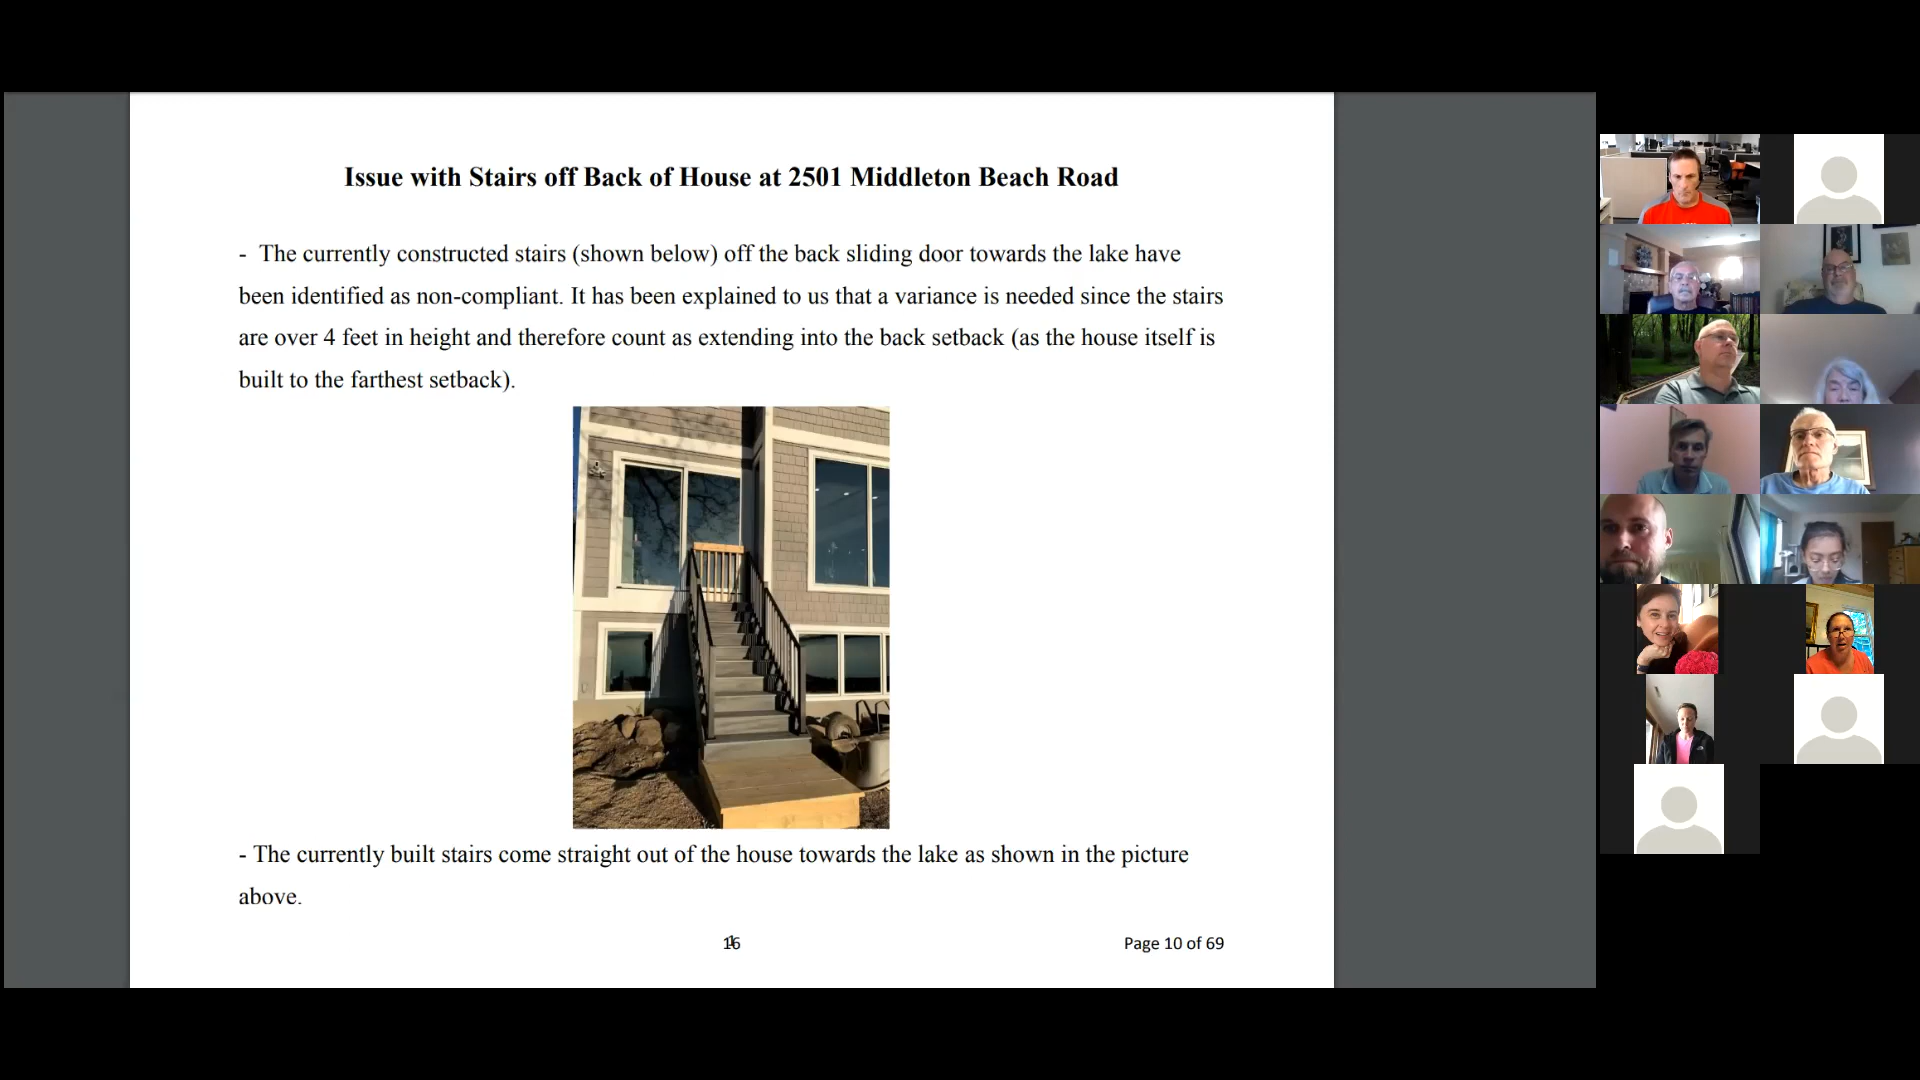 Issue with Stairs off Back of House at 2501 Middleton Beach Road
- The currently constructed stairs (shown below) off the back sliding door towards the lake have
been identified as non-compliant. It has been explained to us that a variance is needed since the stairs
are over 4 feet in height and therefore count as extending into the back setback (as the house itself is
built to the farthest setback).
- The currently built stairs come straight out of the house towards the lake as shown in the picture
above.
Page 10 of 69